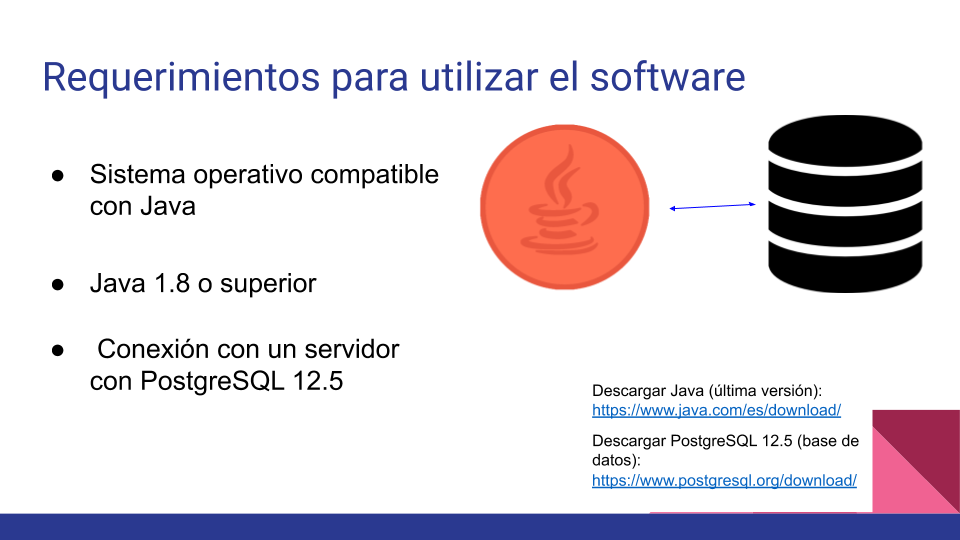 Requerimientos para utilizar el software
● Sistema operativo compatible
con Java
● Java 1.8 o superior
● Conexión con un servidor
con PostgreSQL 12.5
Descargar Java (última versión):
https://www.java.com/es/download/
Descargar PostgreSQL 12.5 (base de
datos):
https://www.postgresql.org/download/